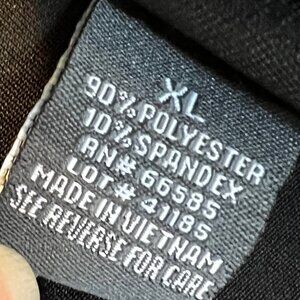 XL
90% POLYESTER
10% SPANDEX
RN# 66585
LOT# 41185
MADE IN VIETNAM
SEE REVERSE FOR CARE